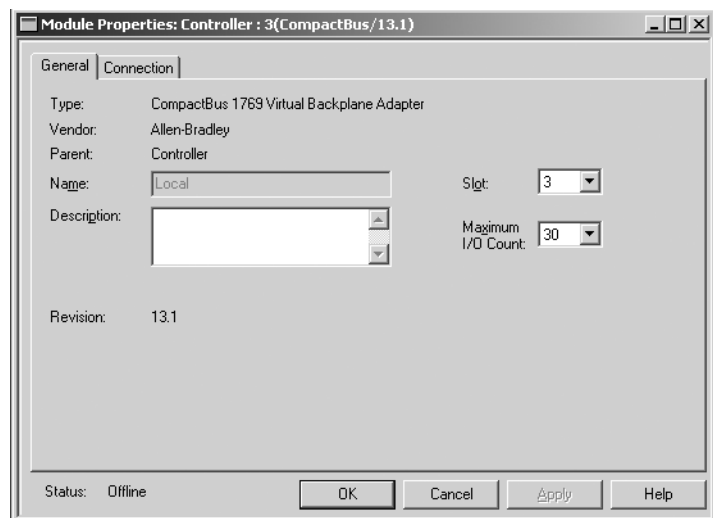 Module Properties: Controller : 3(CompactBus/13.1)
General
Connection
Type: CompactBus 1769 Virtual Backplane Adapter
Vendor: Allen-Bradley
Parent: Controller
Name: Local
Slot: 3
Description:
Maximum
I/O Count: 30
Revision: 13.1
Status: Offline
OK
Cancel
Apply
Help